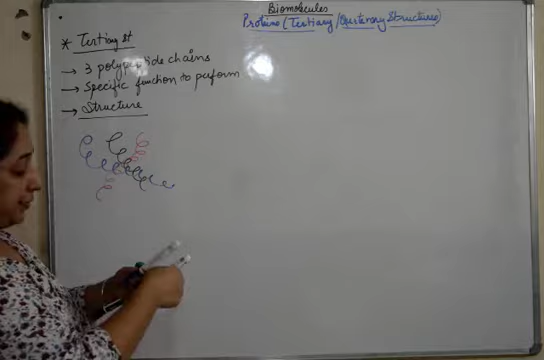 Biomolecules
Proteins (Tertiary / Quaternary Structure)
* Tertiary st
→ 3 polypeptide chains
→ Specific function to perform
→ Structure